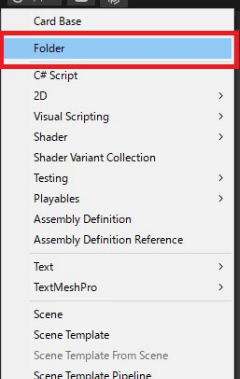 Card Base
Folder
C# Script
2D
Visual Scripting
Shader
Shader Variant Collection
Testing
Playables
Assembly Definition
Assembly Definition Reference
Text
TextMeshPro
Scene
Scene Template
Scene Template From Scene
Scene Template Pipeline